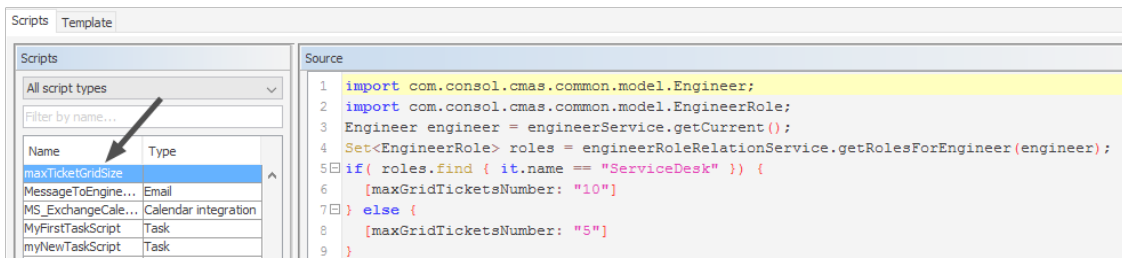 Scripts Template
Scripts
All script types
Filter by name...
Name Type
maxTicketGridSize
MessageToEngine... Email
MS_ExchangeCale... Calendar integration
MyFirstTaskScript Task
myNewTaskScript Task
Source
1 import com.consol.cmas.common.model.Engineer;
2 import com.consol.cmas.common.model.EngineerRole;
3 Engineer engineer = engineerService.getCurrent();
4 Set<EngineerRole> roles = engineerRoleRelationService.getRolesForEngineer(engineer);
5 if( roles.find { it.name == "ServiceDesk" }) {
6 [maxGridTicketsNumber: "10"]
7 } else {
8 [maxGridTicketsNumber: "5"]
9 }